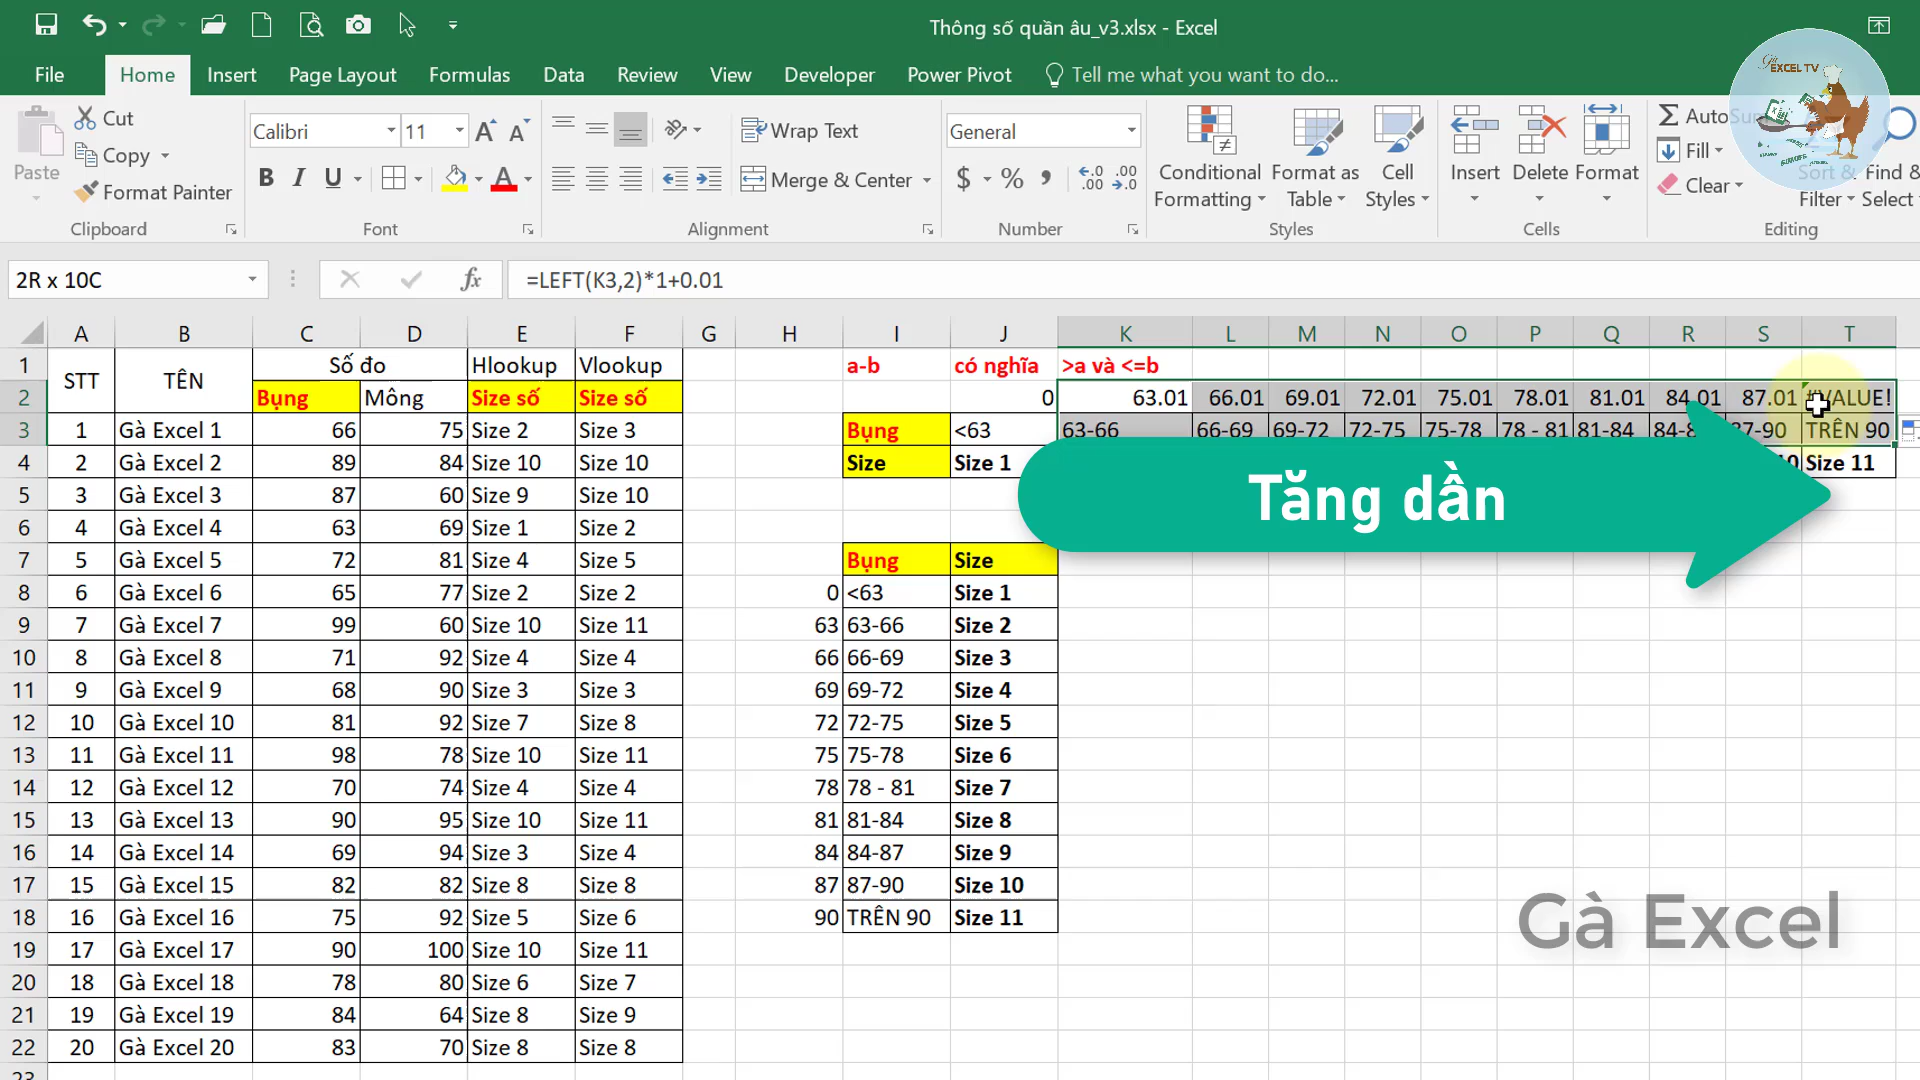 Thông số quần âu_v3.xlsx - Excel
File Home Insert Page Layout Formulas Data Review View Developer Power Pivot Tell me what you want to do...
EXCEL TV
Paste Cut
Copy
Format Painter
Clipboard
Calibri 11
B I U
Font
Wrap Text
Merge & Center
Alignment
General
$ % ,
Number
Conditional Formatting
Format as Table
Cell Styles
Styles
Insert Delete Format
Cells
AutoSum
Fill
Clear
Sort & Filter
Find & Select
Editing
2R x 10C fx =LEFT(K3,2)*1+0.01
A B C D E F G H I J K L M N O P Q R S T
1 STT TÊN Số đo Hlookup Vlookup a-b có nghĩa >a và <=b
2 Bụng Mông Size số Size số 0 63.01 66.01 69.01 72.01 75.01 78.01 81.01 84.01 87.01 #VALUE!
3 1 Gà Excel 1 66 75 Size 2 Size 3 Bụng <63 63-66 66-69 69-72 72-75 75-78 78 - 81 81-84 TRÊN 90
4 2 Gà Excel 2 89 84 Size 10 Size 10 Size Size 1 Size 11
5 3 Gà Excel 3 87 60 Size 9 Size 10
6 4 Gà Excel 4 63 69 Size 1 Size 2
7 5 Gà Excel 5 72 81 Size 4 Size 5 Bụng Size
8 6 Gà Excel 6 65 77 Size 2 Size 2 0 <63 Size 1
9 7 Gà Excel 7 99 60 Size 10 Size 11 63 63-66 Size 2
10 8 Gà Excel 8 71 92 Size 4 Size 4 66 66-69 Size 3
11 9 Gà Excel 9 68 90 Size 3 Size 3 69 69-72 Size 4
12 10 Gà Excel 10 81 92 Size 7 Size 8 72 72-75 Size 5
13 11 Gà Excel 11 98 78 Size 10 Size 11 75 75-78 Size 6
14 12 Gà Excel 12 70 74 Size 4 Size 4 78 78 - 81 Size 7
15 13 Gà Excel 13 90 95 Size 10 Size 11 81 81-84 Size 8
16 14 Gà Excel 14 69 94 Size 3 Size 4 84 84-87 Size 9
17 15 Gà Excel 15 82 82 Size 8 Size 8 87 87-90 Size 10
18 16 Gà Excel 16 75 92 Size 5 Size 6 90 TRÊN 90 Size 11
19 17 Gà Excel 17 90 100 Size 10 Size 11
20 18 Gà Excel 18 78 80 Size 6 Size 7
21 19 Gà Excel 19 84 64 Size 8 Size 9
22 20 Gà Excel 20 83 70 Size 8 Size 8
23
Tăng dần
Gà Excel